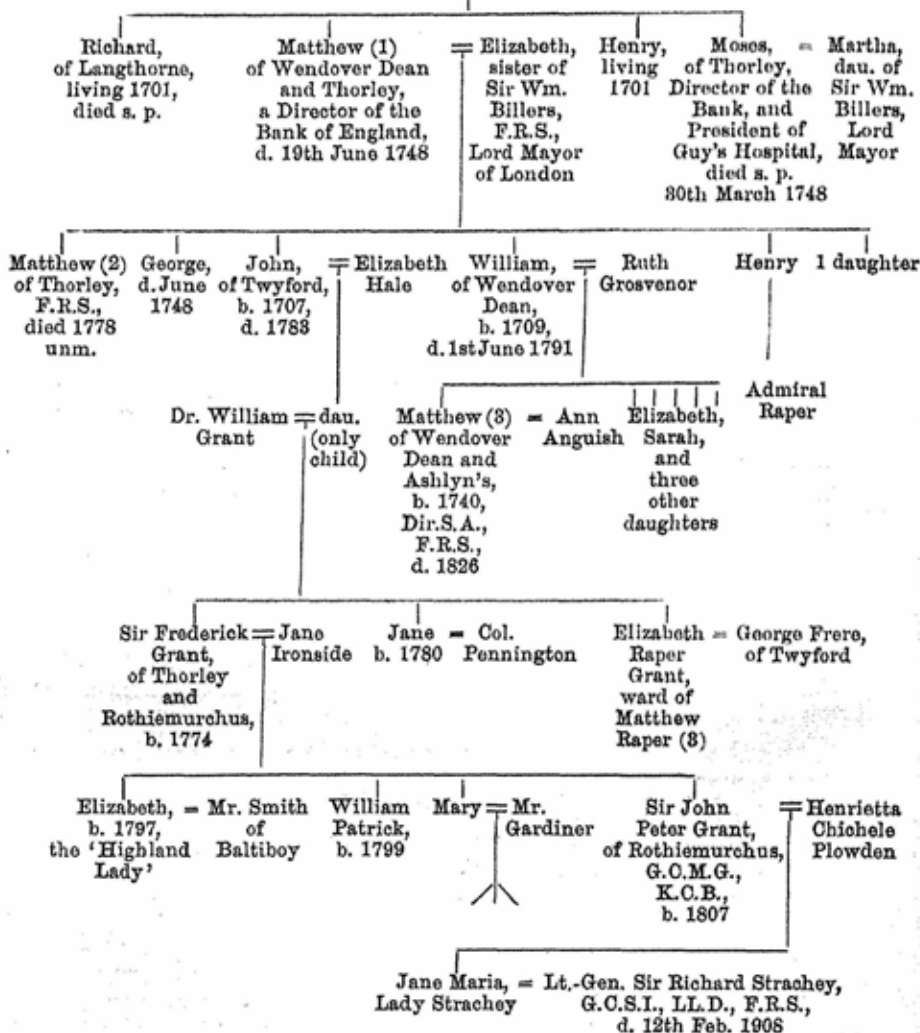 Richard,
of Langthorne,
living 1701,
died s. p.
Matthew (1)
of Wendover Dean
and Thorley,
a Director of the
Bank of England,
d. 19th June 1748
= Elizabeth,
sister of
Sir Wm.
Billers,
F.R.S.,
Lord Mayor
of London
Henry,
living
1701
Moses,
of Thorley,
Director of the
Bank, and
President of
Guy's Hospital,
died s. p.
30th March 1748
= Martha,
dau. of
Sir Wm.
Billers,
Lord
Mayor
Matthew (2)
of Thorley,
F.R.S.,
died 1778
unm.
George,
d. June
1748
John,
of Twyford,
b. 1707,
d. 1783
= Elizabeth
Hale
William,
of Wendover
Dean,
b. 1709,
d. 1st June 1791
= Ruth
Grosvenor
Henry
1 daughter
Dr. William
Grant
= dau.
(only
child)
Matthew (3)
of Wendover
Dean and
Ashlyn's,
b. 1740,
Dir.S.A.,
F.R.S.,
d. 1826
= Ann
Anguish
Elizabeth,
Sarah,
and
three
other
daughters
Admiral
Raper
Sir Frederick
Grant,
of Thorley
and
Rothiemurchus,
b. 1774
= Jane
Ironside
Jane
b. 1780
= Col.
Pennington
Elizabeth
Raper
Grant,
ward of
Matthew
Raper (3)
= George Frere,
of Twyford
Elizabeth,
b. 1797,
the 'Highland
Lady'
= Mr. Smith
of
Baltiboy
William
Patrick,
b. 1799
Mary = Mr.
Gardiner
Sir John
Peter Grant,
of Rothiemurchus,
G.C.M.G.,
K.C.B.,
b. 1807
= Henrietta
Chichele
Plowden
Jane Maria,
Lady Strachey
= Lt.-Gen. Sir Richard Strachey,
G.C.S.I., LL.D., F.R.S.,
d. 12th Feb. 1908